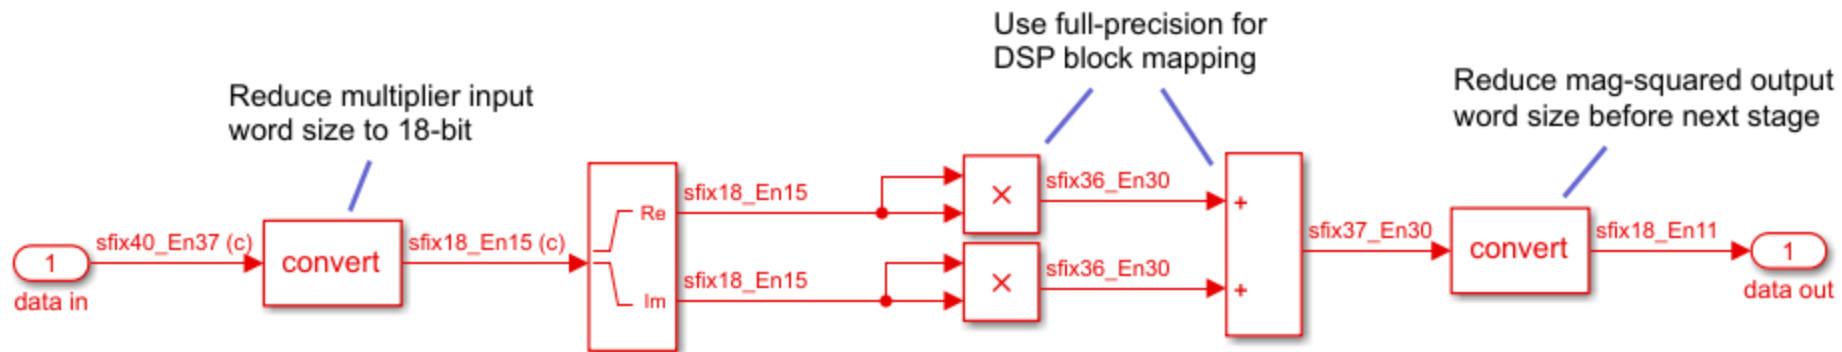 Use full-precision for
DSP block mapping
Reduce multiplier input
word size to 18-bit
Reduce mag-squared output
word size before next stage
1
data in
sfix40_En37 (c)
convert
sfix18_En15 (c)
Re
Im
sfix18_En15
sfix18_En15
×
×
sfix36_En30
sfix36_En30
+
+
sfix37_En30
convert
sfix18_En11
1
data out